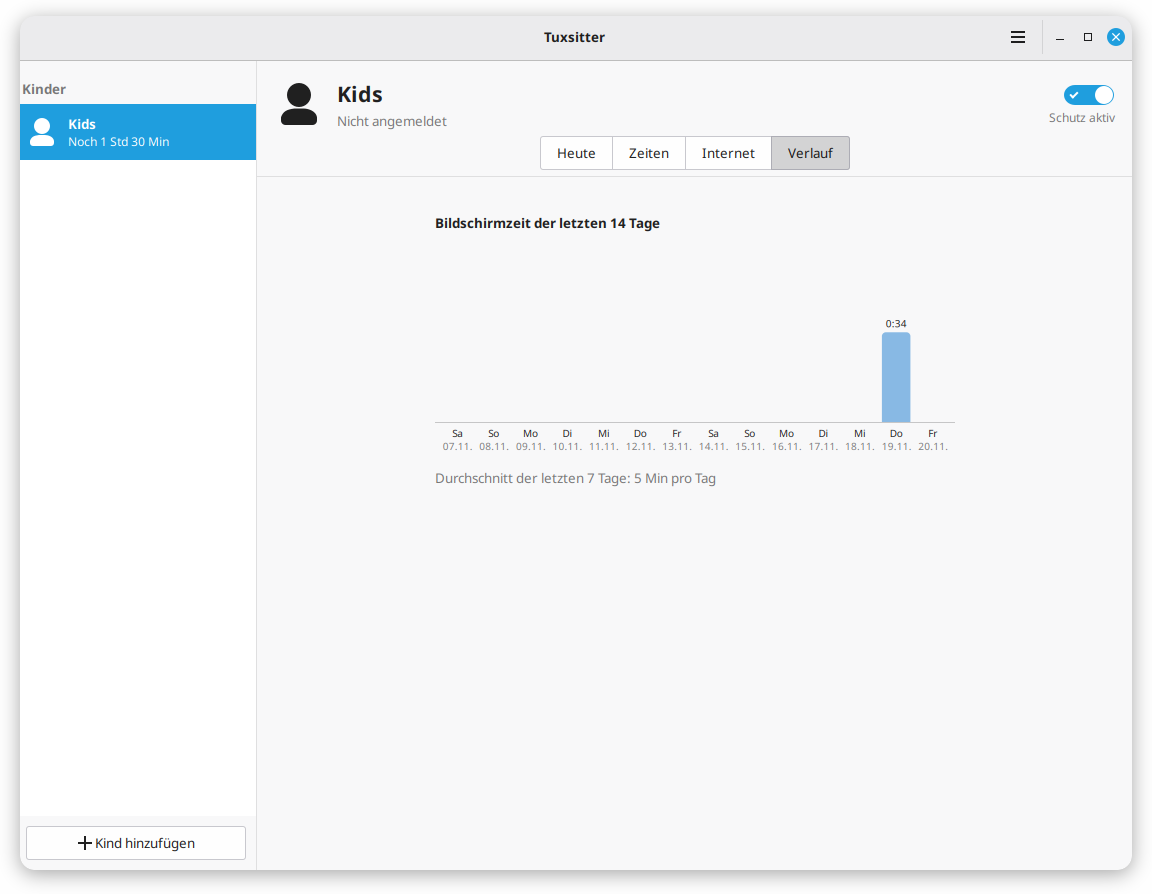 Tuxsitter
Kinder
Kids
Noch 1 Std 30 Min
Kind hinzufügen
Kids
Nicht angemeldet
Schutz aktiv
Heute Zeiten Internet Verlauf
Bildschirmzeit der letzten 14 Tage
0:34
Sa So Mo Di Mi Do Fr Sa So Mo Di Mi Do Fr
07.11. 08.11. 09.11. 10.11. 11.11. 12.11. 13.11. 14.11. 15.11. 16.11. 17.11. 18.11. 19.11. 20.11.
Durchschnitt der letzten 7 Tage: 5 Min pro Tag